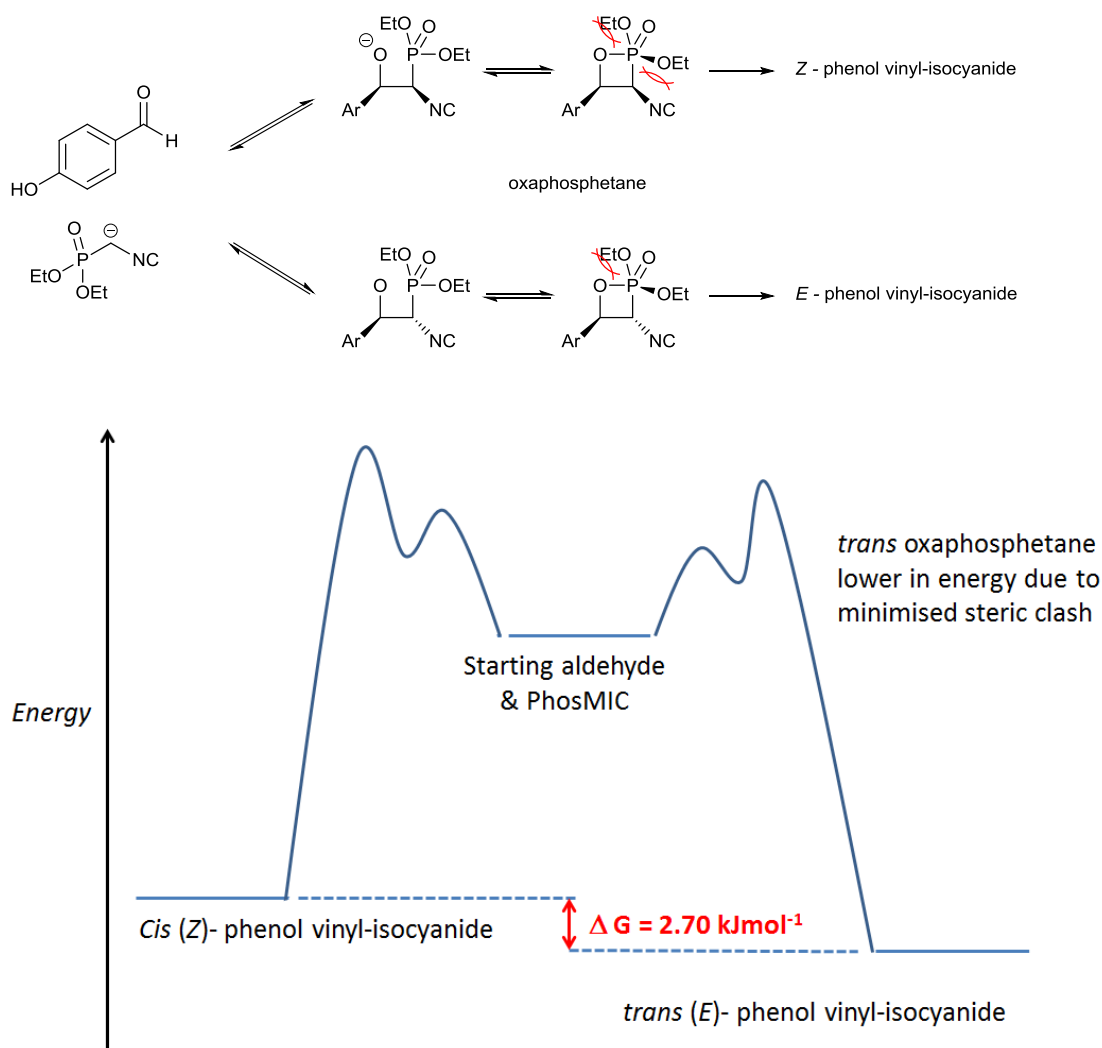 EtO O
⊖
O P OEt
Ar NC
EtO O
O P OEt
Ar NC
Z - phenol vinyl-isocyanide
O
H
HO
oxaphosphetane
O ⊖
P NC
EtO
OEt
EtO O
O P OEt
Ar NC
EtO O
O P OEt
Ar NC
E - phenol vinyl-isocyanide
trans oxaphosphetane
lower in energy due to
minimised steric clash
Starting aldehyde
& PhosMIC
Energy
Cis (Z)- phenol vinyl-isocyanide
Δ G = 2.70 kJmol-1
trans (E)- phenol vinyl-isocyanide